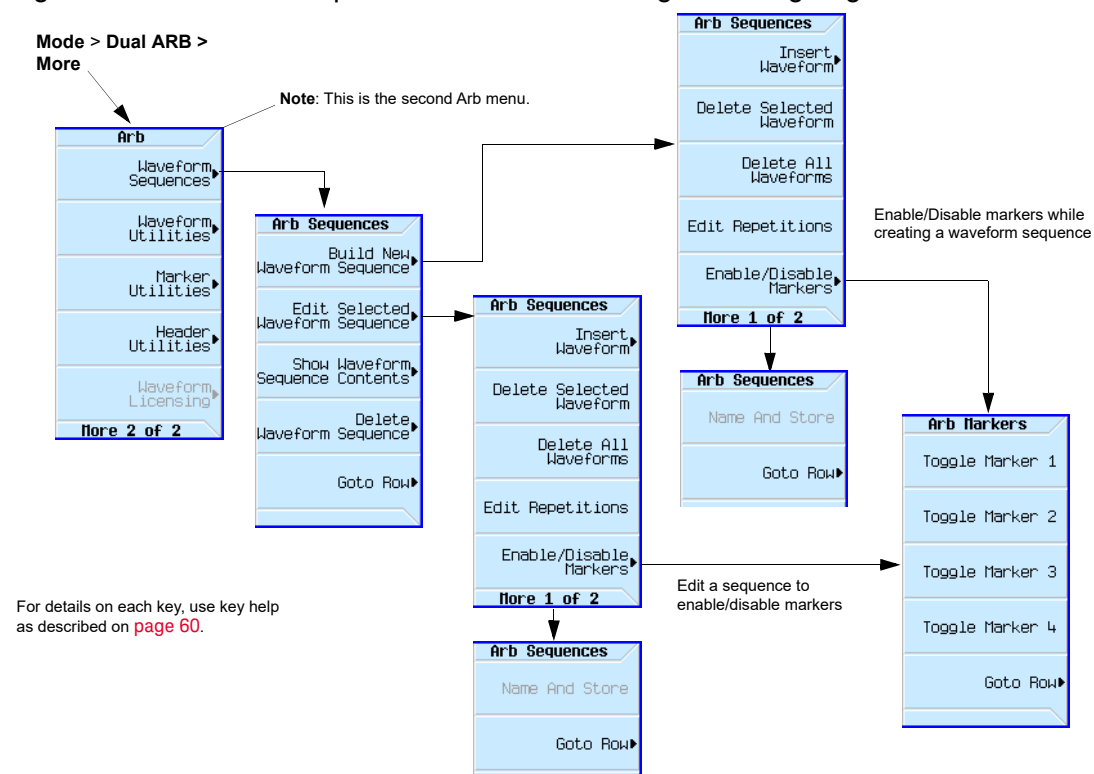 Mode > Dual ARB >
More
Note: This is the second Arb menu.
Arb
Waveform
Sequences
Waveform
Utilities
Marker
Utilities
Header
Utilities
Waveform
Licensing
More 2 of 2
Arb Sequences
Build New
Waveform Sequence
Edit Selected
Waveform Sequence
Show Waveform
Sequence Contents
Delete
Waveform Sequence
Goto Row
Arb Sequences
Insert
Waveform
Delete Selected
Waveform
Delete All
Waveforms
Edit Repetitions
Enable/Disable
Markers
More 1 of 2
Arb Sequences
Name And Store
Goto Row
Arb Sequences
Insert
Waveform
Delete Selected
Waveform
Delete All
Waveforms
Edit Repetitions
Enable/Disable
Markers
More 1 of 2
Arb Sequences
Name And Store
Goto Row
Enable/Disable markers while
creating a waveform sequence
Edit a sequence to
enable/disable markers
Arb Markers
Toggle Marker 1
Toggle Marker 2
Toggle Marker 3
Toggle Marker 4
Goto Row
For details on each key, use key help
as described on page 60.